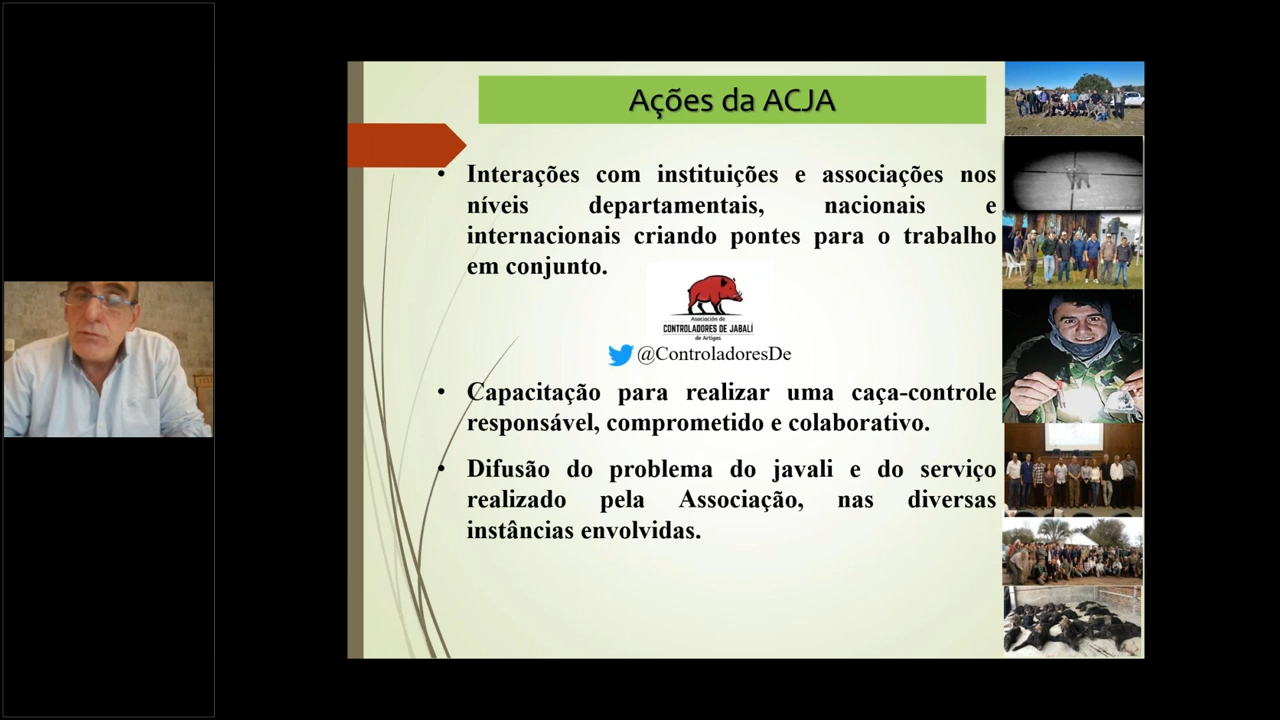 Ações da ACJA
• Interações com instituições e associações nos
níveis departamentais, nacionais e
internacionais criando pontes para o trabalho
em conjunto.
Asociación de
CONTROLADORES DE JABALÍ
de Artigas
@ControladoresDe
• Capacitação para realizar uma caça-controle
responsável, comprometido e colaborativo.
• Difusão do problema do javali e do serviço
realizado pela Associação, nas diversas
instâncias envolvidas.